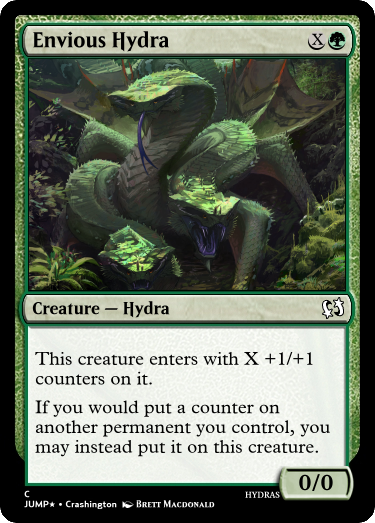 Envious Hydra X
Creature — Hydra
This creature enters with X +1/+1
counters on it.
If you would put a counter on
another permanent you control, you
may instead put it on this creature.
0/0
C HYDRAS
JUMP★ • Crashington Brett Macdonald